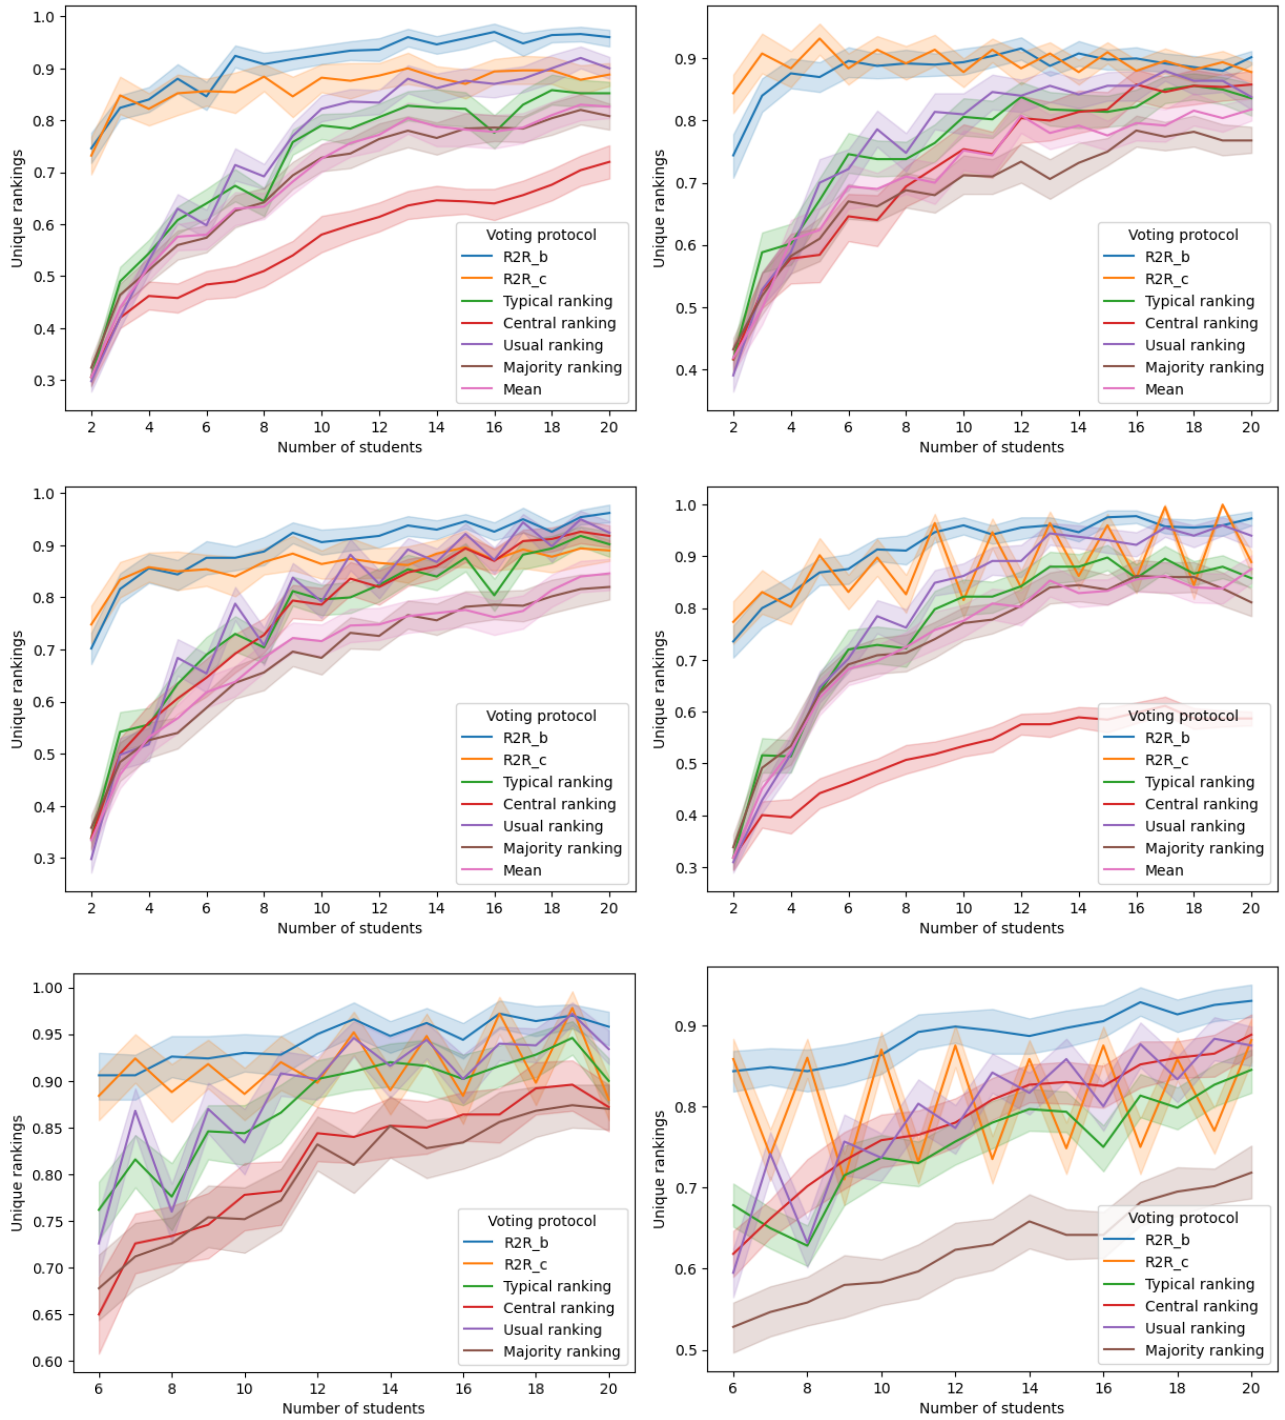 1.0
0.9
0.8
0.7
0.6
0.5
0.4
0.3
Unique rankings
2 4 6 8 10 12 14 16 18 20
Number of students
Voting protocol
R2R_b
R2R_c
Typical ranking
Central ranking
Usual ranking
Majority ranking
Mean
0.9
0.8
0.7
0.6
0.5
0.4
Unique rankings
2 4 6 8 10 12 14 16 18 20
Number of students
Voting protocol
R2R_b
R2R_c
Typical ranking
Central ranking
Usual ranking
Majority ranking
Mean
1.0
0.9
0.8
0.7
0.6
0.5
0.4
0.3
Unique rankings
2 4 6 8 10 12 14 16 18 20
Number of students
Voting protocol
R2R_b
R2R_c
Typical ranking
Central ranking
Usual ranking
Majority ranking
Mean
1.0
0.9
0.8
0.7
0.6
0.5
0.4
0.3
Unique rankings
2 4 6 8 10 12 14 16 18 20
Number of students
Voting protocol
R2R_b
R2R_c
Typical ranking
Central ranking
Usual ranking
Majority ranking
Mean
1.00
0.95
0.90
0.85
0.80
0.75
0.70
0.65
0.60
Unique rankings
6 8 10 12 14 16 18 20
Number of students
Voting protocol
R2R_b
R2R_c
Typical ranking
Central ranking
Usual ranking
Majority ranking
0.9
0.8
0.7
0.6
0.5
Unique rankings
6 8 10 12 14 16 18 20
Number of students
Voting protocol
R2R_b
R2R_c
Typical ranking
Central ranking
Usual ranking
Majority ranking